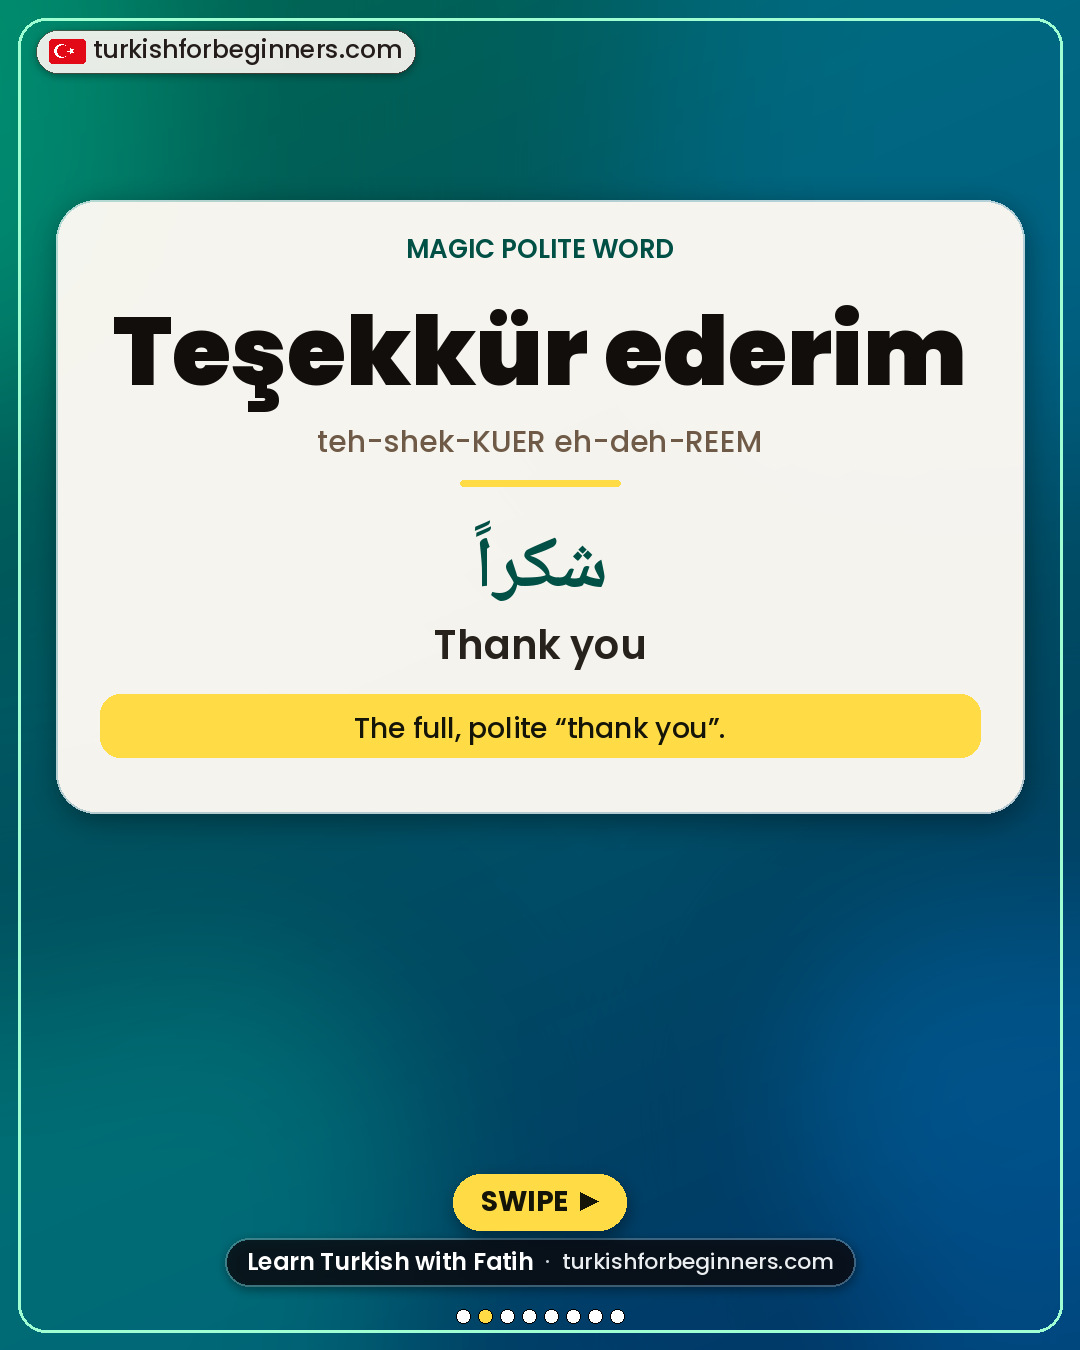 turkishforbeginners.com
MAGIC POLITE WORD
Teşekkür ederim
teh-shek-KUER eh-deh-REEM
شكراً
Thank you
The full, polite “thank you”.
SWIPE ▶
Learn Turkish with Fatih · turkishforbeginners.com